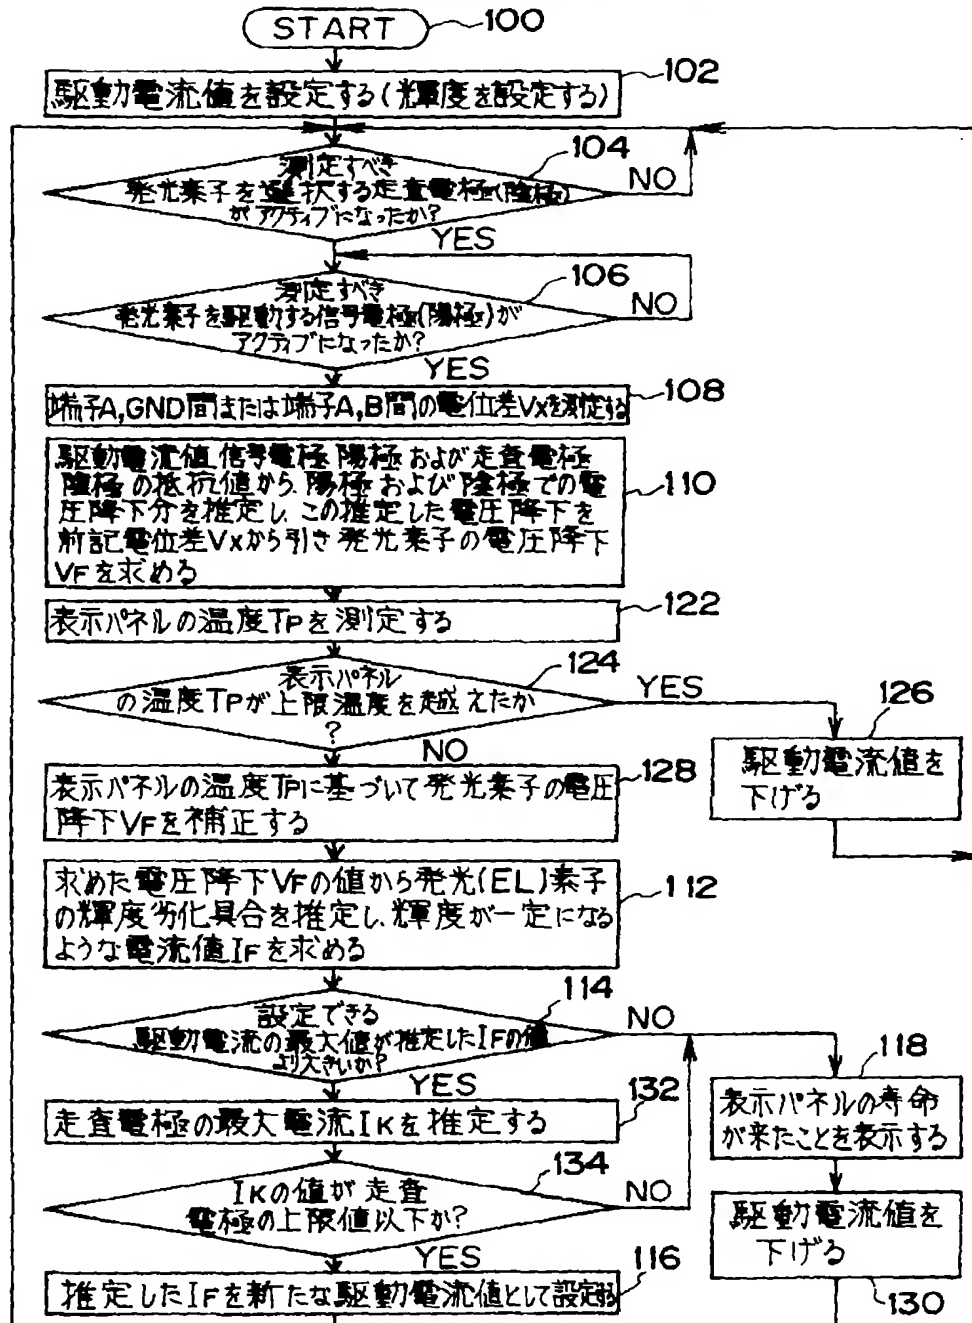 START
100
駆動電流値を設定する(輝度を設定する)
102
測定すべき
発光素子を選択する走査電極(陰極)
がアクティブになったか?
104
NO
YES
測定すべき
発光素子を駆動する信号電極(陽極)が
アクティブになったか?
106
NO
YES
端子A,GND間または端子A,B間の電位差Vxを測定する
108
駆動電流値,信号電極,陽極および走査電極
陰極の抵抗値から,陽極および陰極での電
圧降下分を推定し,この推定した電圧降下を
前記電位差Vxから引き発光素子の電圧降下
VFを求める
110
表示パネルの温度TPを測定する
122
表示パネル
の温度TPが上限温度を越えたか
?
124
YES
NO
駆動電流値を
下げる
126
表示パネルの温度TPに基づいて発光素子の電圧
降下VFを補正する
128
求めた電圧降下VFの値から発光(EL)素子
の輝度劣化具合を推定し,輝度が一定になる
ような電流値IFを求める
112
設定できる
駆動電流の最大値が推定したIFの値
より大きいか?
114
NO
YES
走査電極の最大電流IKを推定する
132
表示パネルの寿命
が来たことを表示する
118
IKの値が走査
電極の上限値以下か?
134
NO
YES
駆動電流値を
下げる
130
推定したIFを新たな駆動電流値として設定する
116